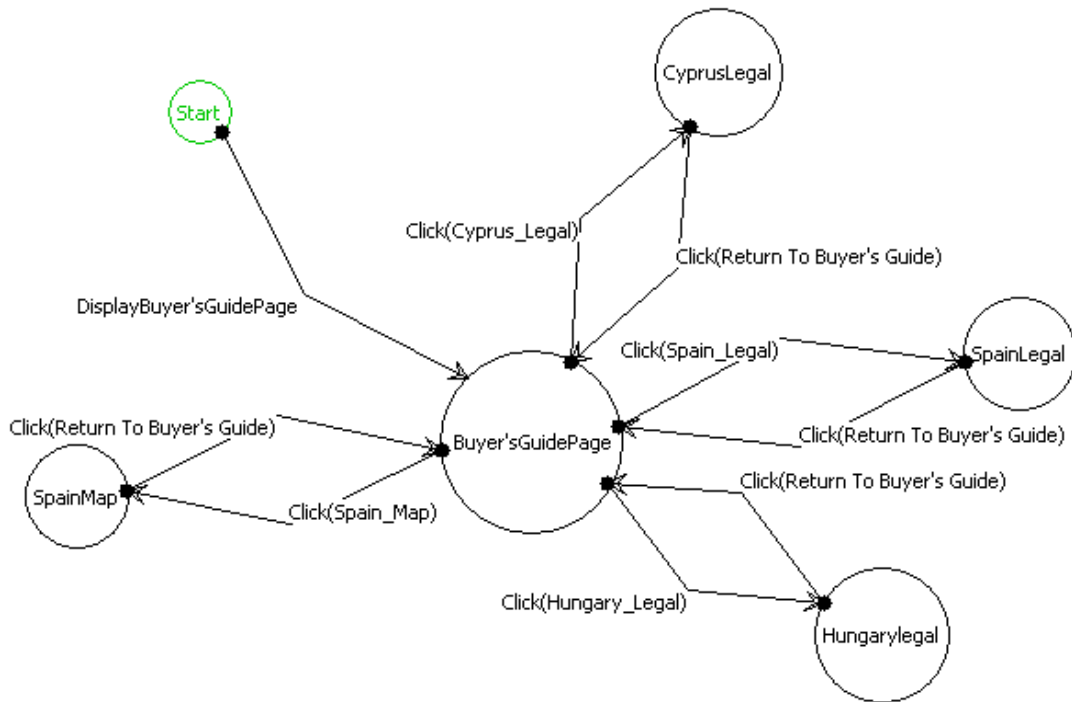 CyprusLegal
Start
Click(Cyprus_Legal)
Click(Return To Buyer's Guide)
DisplayBuyer'sGuidePage
Click(Spain_Legal)
SpainLegal
Click(Return To Buyer's Guide)
Buyer'sGuidePage
Click(Return To Buyer's Guide)
Click(Return To Buyer's Guide)
SpainMap
Click(Spain_Map)
Click(Hungary_Legal)
Hungarylegal